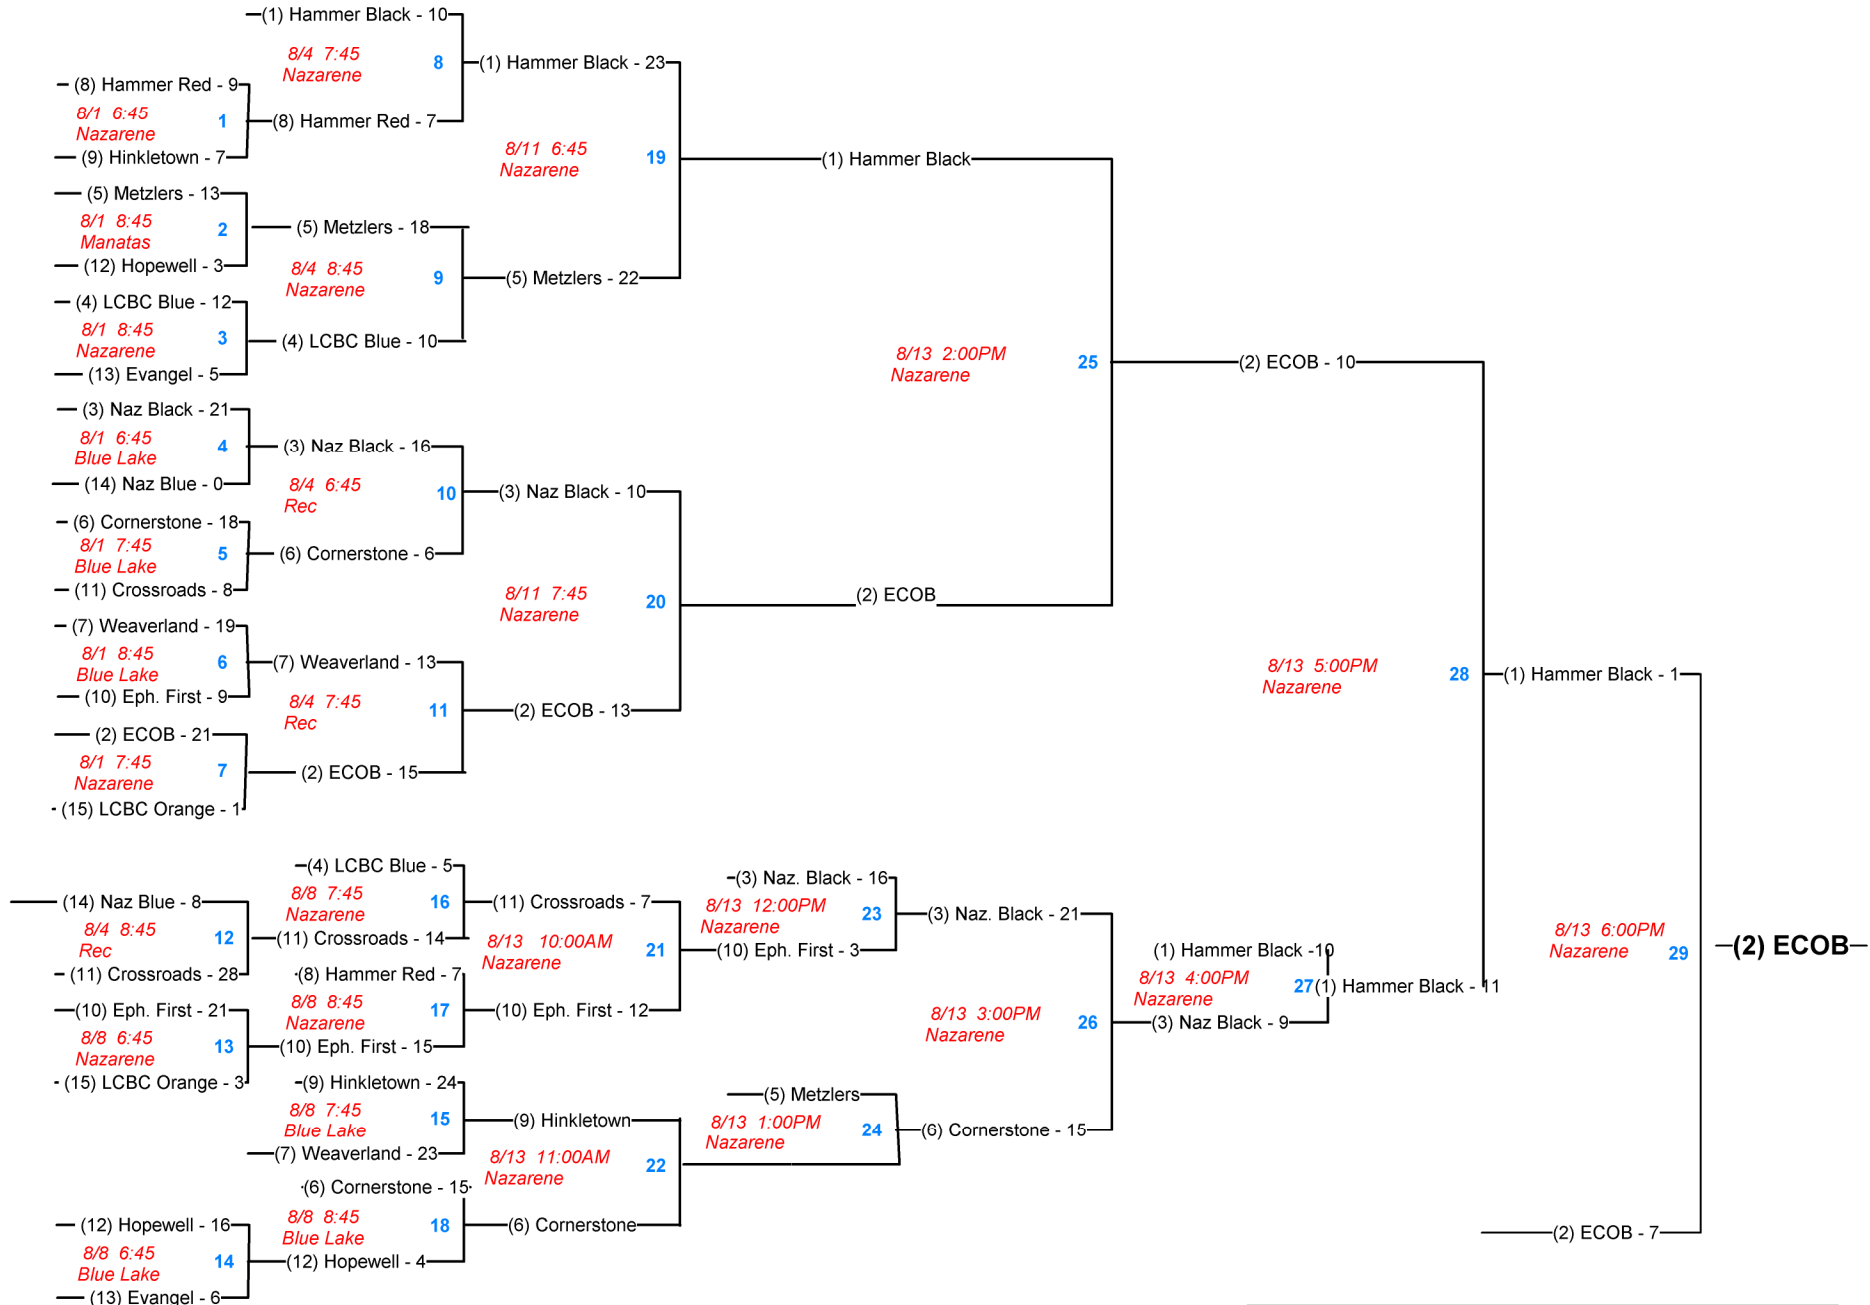 (1) Hammer Black - 10
8/4 7:45
Nazarene
8
(1) Hammer Black - 23
(8) Hammer Red - 9
8/1 6:45
Nazarene
1
(8) Hammer Red - 7
(9) Hinkletown - 7
8/11 6:45
Nazarene
19
(1) Hammer Black
(5) Metzlers - 13
8/1 8:45
Manatas
2
(5) Metzlers - 18
(12) Hopewell - 3
8/4 8:45
Nazarene
9
(5) Metzlers - 22
(4) LCBC Blue - 12
8/1 8:45
Nazarene
3
(4) LCBC Blue - 10
(13) Evangel - 5
8/13 2:00PM
Nazarene
25
(2) ECOB - 10
(3) Naz Black - 21
8/1 6:45
Blue Lake
4
(3) Naz Black - 16
(14) Naz Blue - 0
8/4 6:45
Rec
10
(3) Naz Black - 10
(6) Cornerstone - 18
8/1 7:45
Blue Lake
5
(6) Cornerstone - 6
(11) Crossroads - 8
8/11 7:45
Nazarene
20
(2) ECOB
(7) Weaverland - 19
8/1 8:45
Blue Lake
6
(7) Weaverland - 13
(10) Eph. First - 9
8/4 7:45
Rec
11
(2) ECOB - 13
8/13 5:00PM
Nazarene
28
(1) Hammer Black - 1
(2) ECOB - 21
8/1 7:45
Nazarene
7
(2) ECOB - 15
(15) LCBC Orange - 1
(4) LCBC Blue - 5
(14) Naz Blue - 8
8/8 7:45
Nazarene
16
(11) Crossroads - 7
8/4 8:45
Rec
12
(11) Crossroads - 14
(11) Crossroads - 28
(3) Naz. Black - 16
8/13 12:00PM
Nazarene
23
(3) Naz. Black - 21
8/13 10:00AM
Nazarene
21
(10) Eph. First - 3
(8) Hammer Red - 7
8/8 8:45
Nazarene
17
(10) Eph. First - 12
(10) Eph. First - 21
8/8 6:45
Nazarene
13
(10) Eph. First - 15
(15) LCBC Orange - 3
(1) Hammer Black -10
8/13 4:00PM
Nazarene
27
(1) Hammer Black - 11
8/13 3:00PM
Nazarene
26
(3) Naz Black - 9
8/13 6:00PM
Nazarene
29
(2) ECOB
(9) Hinkletown - 24
8/8 7:45
Blue Lake
15
(9) Hinkletown
(7) Weaverland - 23
(5) Metzlers
8/13 1:00PM
Nazarene
24
(6) Cornerstone - 15
8/13 11:00AM
Nazarene
22
(6) Cornerstone - 15
8/8 8:45
Blue Lake
18
(6) Cornerstone
(12) Hopewell - 16
8/8 6:45
Blue Lake
14
(12) Hopewell - 4
(13) Evangel - 6
(2) ECOB - 7